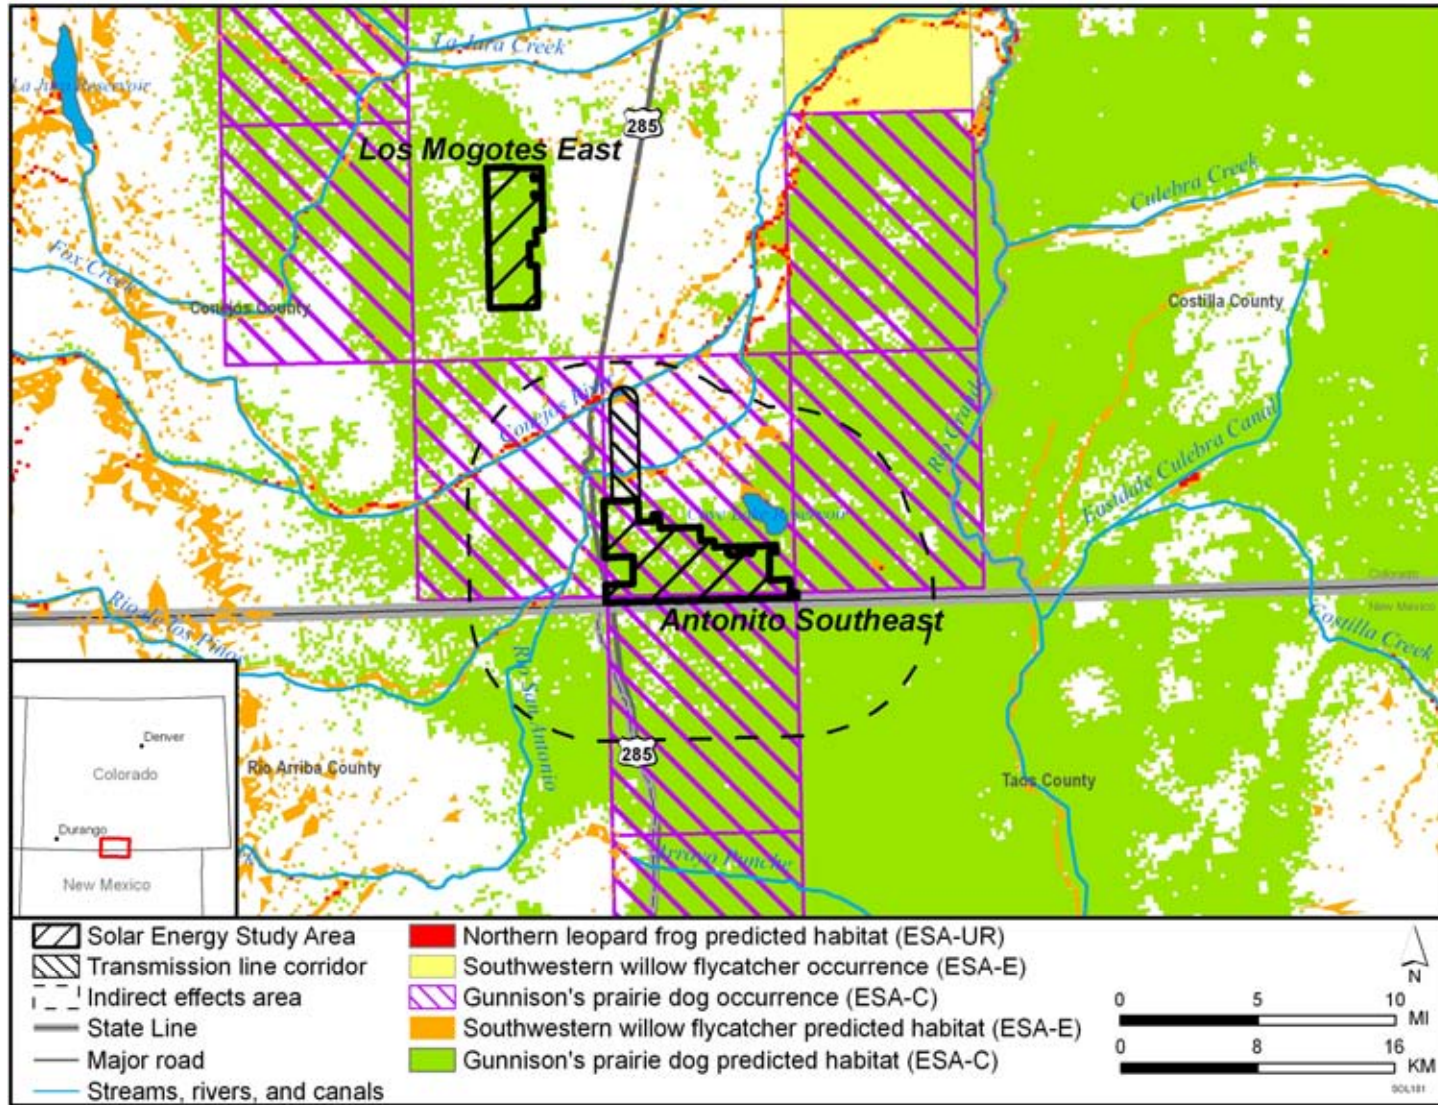 La Jara Creek
La Jara Reservoir
285
Los Mogotes East
Culebra Creek
Fox Creek
Conejos County
Costilla County
Conejos River
Rio Grande
Eastdale Culebra Canal
Cove Lake Reservoir
Colorado
New Mexico
Antonito Southeast
Rio de los Pinos
Costilla Creek
Rio San Antonio
285
Denver
Colorado
Rio Arriba County
Taos County
Durango
New Mexico
Arroyo Punche
Solar Energy Study Area
Transmission line corridor
Indirect effects area
State Line
Major road
Streams, rivers, and canals
Northern leopard frog predicted habitat (ESA-UR)
Southwestern willow flycatcher occurrence (ESA-E)
Gunnison's prairie dog occurrence (ESA-C)
Southwestern willow flycatcher predicted habitat (ESA-E)
Gunnison's prairie dog predicted habitat (ESA-C)
N
0 5 10
MI
0 8 16
KM
SOL181